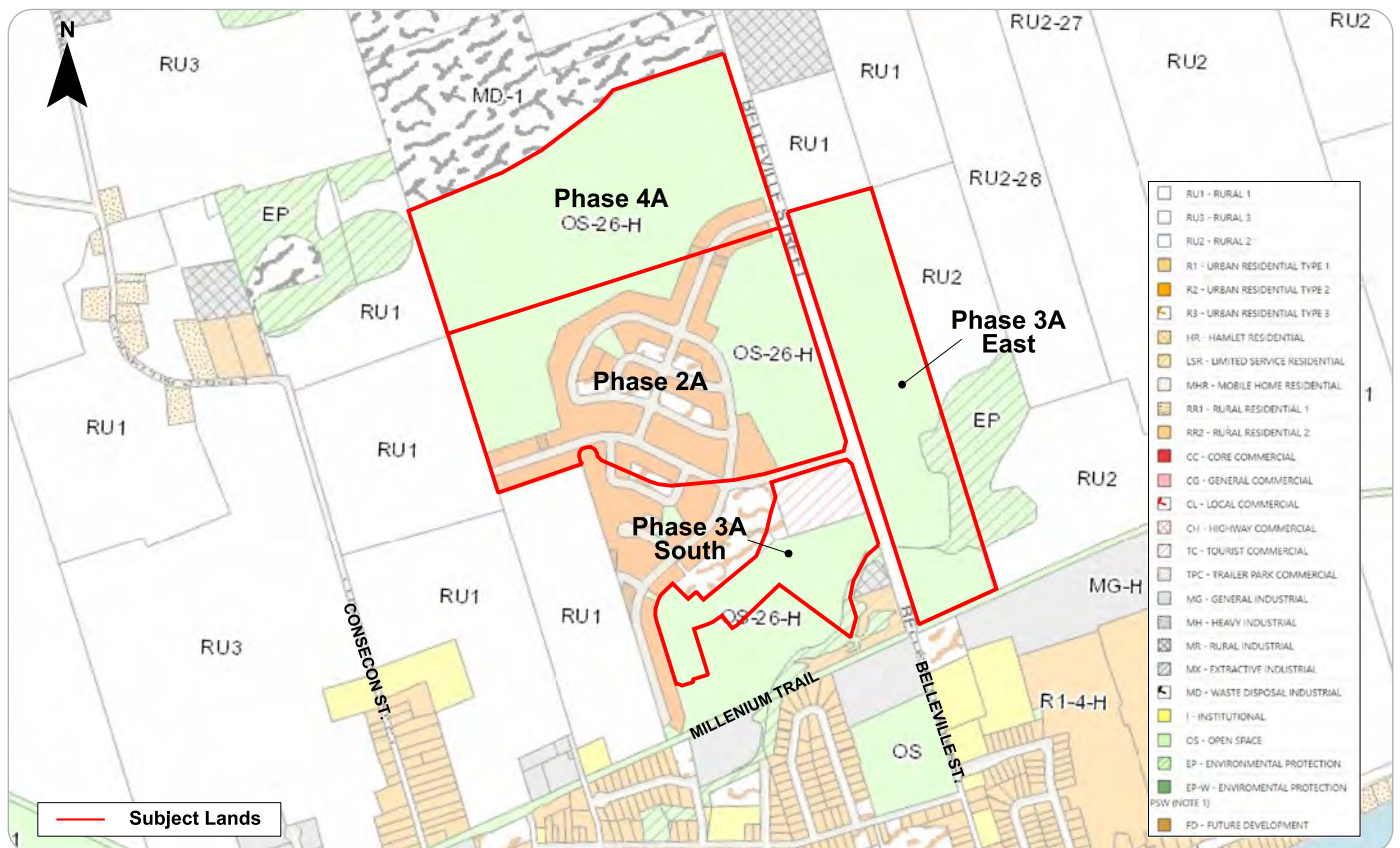 N
RU3
MD-1
RU1
RU2-27
RU2
RU2
BELLEVILLE STREET
RU1
RU2-28
EP
Phase 4A
OS-26-H
RU2
RU1
Phase 3A
East
OS-26-H
Phase 2A
RU1
RU1
EP
RU2
1
Phase 3A
South
OS-26-H
MG-H
RU1
RU1
RU3
CONSECON ST.
MILLENIUM TRAIL
BELLEVILLE ST.
R1-4-H
OS
1
Subject Lands
RU1 - RURAL 1
RU3 - RURAL 3
RU2 - RURAL 2
R1 - URBAN RESIDENTIAL TYPE 1
R2 - URBAN RESIDENTIAL TYPE 2
R3 - URBAN RESIDENTIAL TYPE 3
HR - HAMLET RESIDENTIAL
LSR - LIMITED SERVICE RESIDENTIAL
MHR - MOBILE HOME RESIDENTIAL
RR1 - RURAL RESIDENTIAL 1
RR2 - RURAL RESIDENTIAL 2
CC - CORE COMMERCIAL
CG - GENERAL COMMERCIAL
CL - LOCAL COMMERCIAL
CH - HIGHWAY COMMERCIAL
TC - TOURIST COMMERCIAL
TPC - TRAILER PARK COMMERCIAL
MG - GENERAL INDUSTRIAL
MH - HEAVY INDUSTRIAL
MR - RURAL INDUSTRIAL
MX - EXTRACTIVE INDUSTRIAL
MD - WASTE DISPOSAL INDUSTRIAL
I - INSTITUTIONAL
OS - OPEN SPACE
EP - ENVIRONMENTAL PROTECTION
EP-W - ENVIROMENTAL PROTECTION
PSW (NOTE 1)
FD - FUTURE DEVELOPMENT